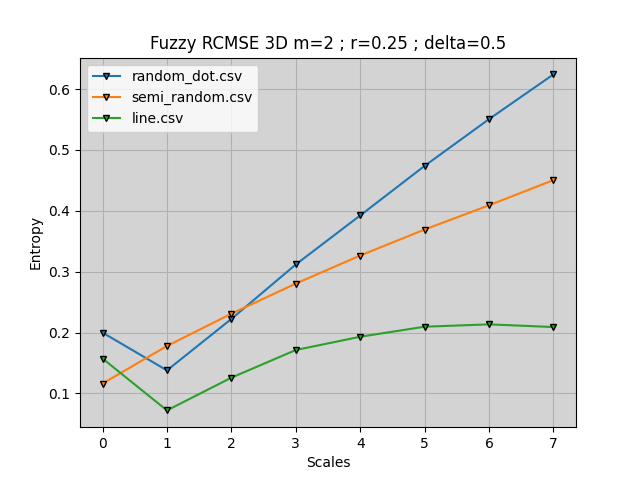 Fuzzy RCMSE 3D m=2 ; r=0.25 ; delta=0.5
random_dot.csv
semi_random.csv
line.csv
0.6
0.5
0.4
0.3
0.2
0.1
Entropy
0 1 2 3 4 5 6 7
Scales